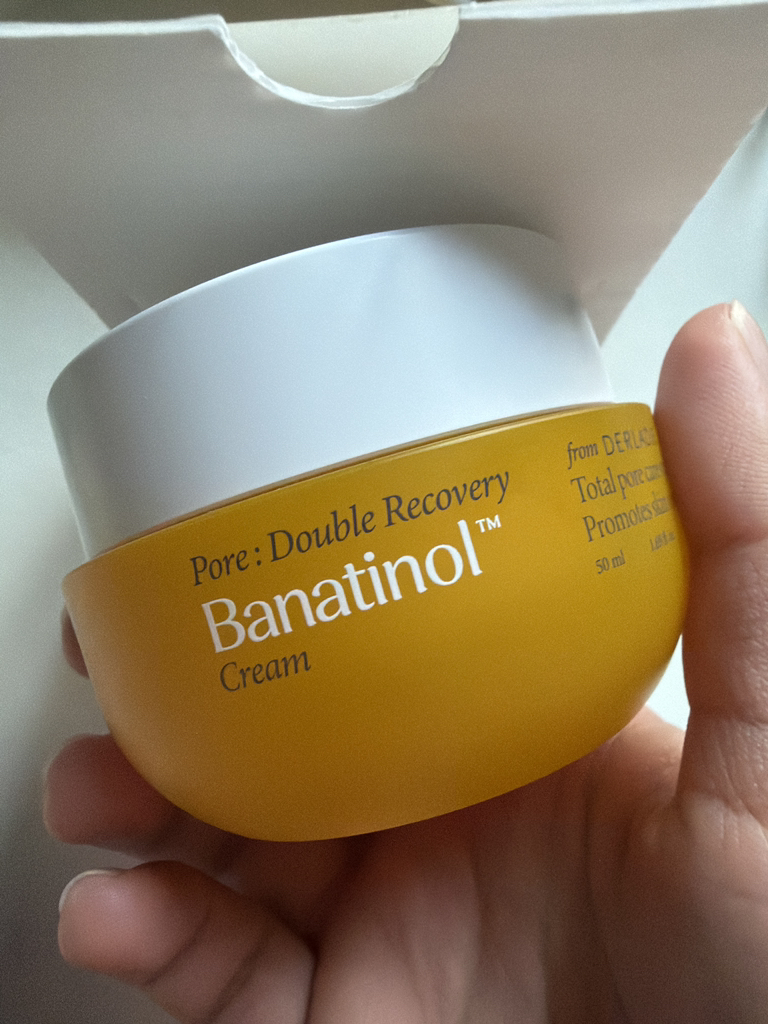 Pore : Double Recovery
Banatinol™
Cream
from
Total pore
Promotes
50 ml